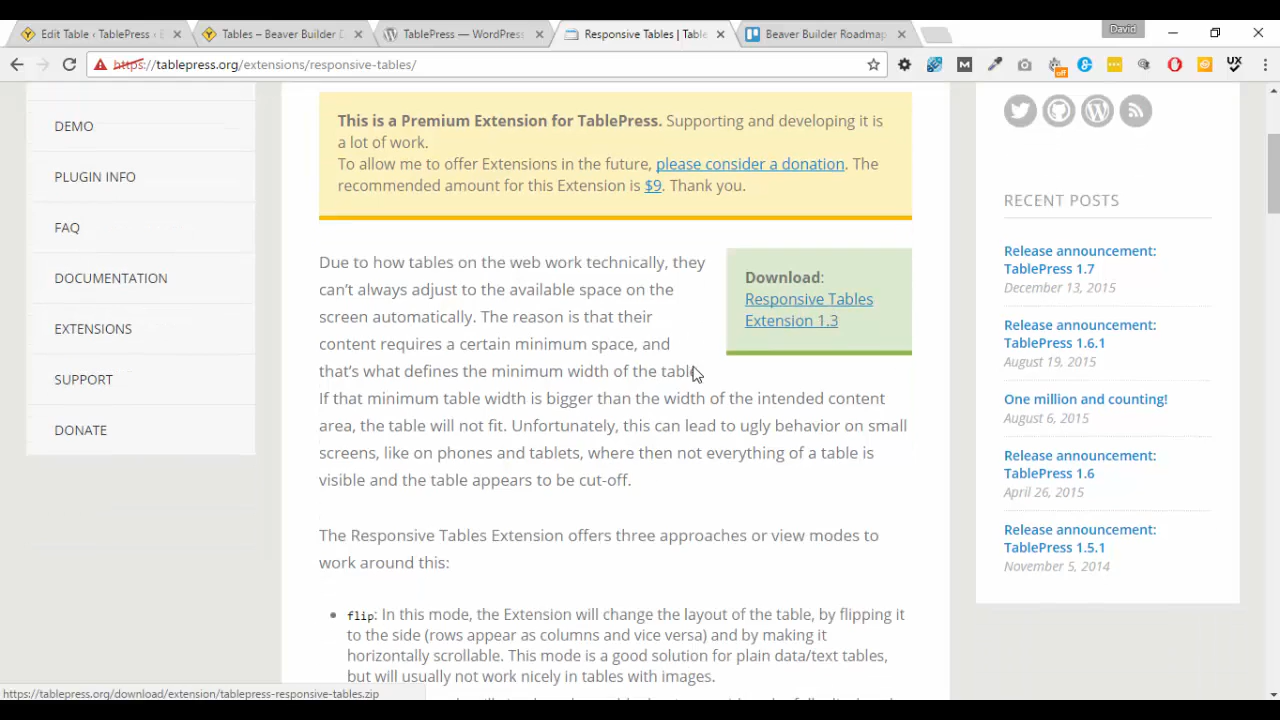 Edit Table ‹ TablePress ‹
Tables – Beaver Builder D
TablePress — WordPress
Responsive Tables | Table
Beaver Builder Roadmap
David
https://tablepress.org/extensions/responsive-tables/
off
UX
DEMO
PLUGIN INFO
FAQ
DOCUMENTATION
EXTENSIONS
SUPPORT
DONATE
This is a Premium Extension for TablePress. Supporting and developing it is
a lot of work.
To allow me to offer Extensions in the future, please consider a donation. The
recommended amount for this Extension is $9. Thank you.
Due to how tables on the web work technically, they
can’t always adjust to the available space on the
screen automatically. The reason is that their
content requires a certain minimum space, and
that’s what defines the minimum width of the table.
If that minimum table width is bigger than the width of the intended content
area, the table will not fit. Unfortunately, this can lead to ugly behavior on small
screens, like on phones and tablets, where then not everything of a table is
visible and the table appears to be cut-off.
Download:
Responsive Tables
Extension 1.3
The Responsive Tables Extension offers three approaches or view modes to
work around this:
• flip: In this mode, the Extension will change the layout of the table, by flipping it
to the side (rows appear as columns and vice versa) and by making it
horizontally scrollable. This mode is a good solution for plain data/text tables,
but will usually not work nicely in tables with images.
RECENT POSTS
Release announcement:
TablePress 1.7
December 13, 2015
Release announcement:
TablePress 1.6.1
August 19, 2015
One million and counting!
August 6, 2015
Release announcement:
TablePress 1.6
April 26, 2015
Release announcement:
TablePress 1.5.1
November 5, 2014
https://tablepress.org/download/extension/tablepress-responsive-tables.zip